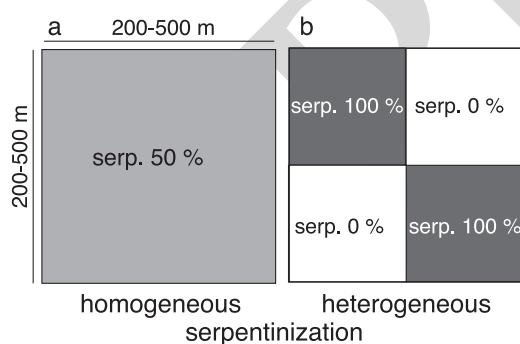 a 200-500 m b
200-500 m
serp. 50 %
serp. 100 % serp. 0 %
serp. 0 % serp. 100 %
homogeneous heterogeneous
serpentinization